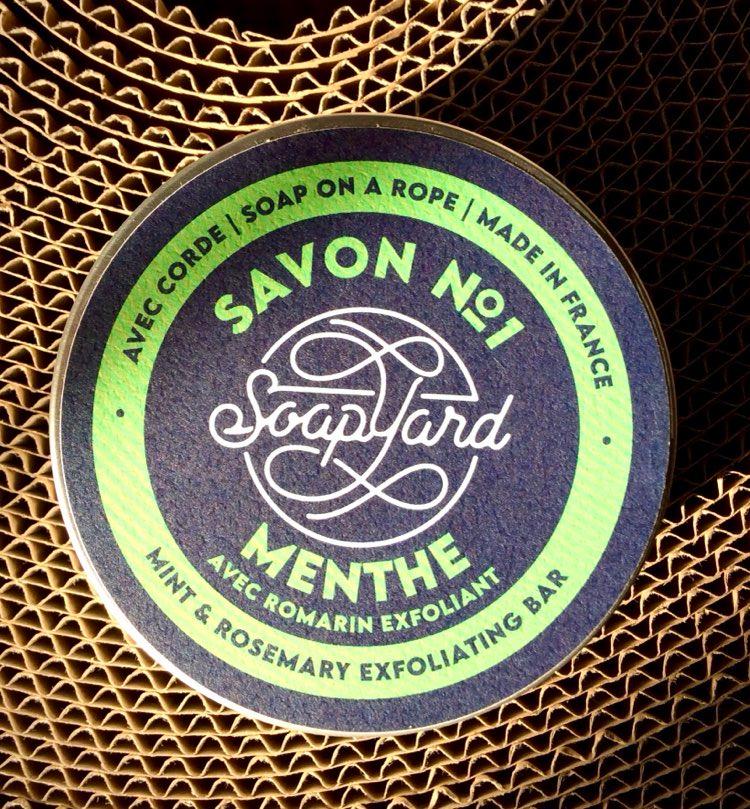 AVEC CORDE | SOAP ON A ROPE | MADE IN FRANCE
SAVON Nº1
SoapYard
MENTHE
AVEC ROMARIN EXFOLIANT
MINT & ROSEMARY EXFOLIATING BAR